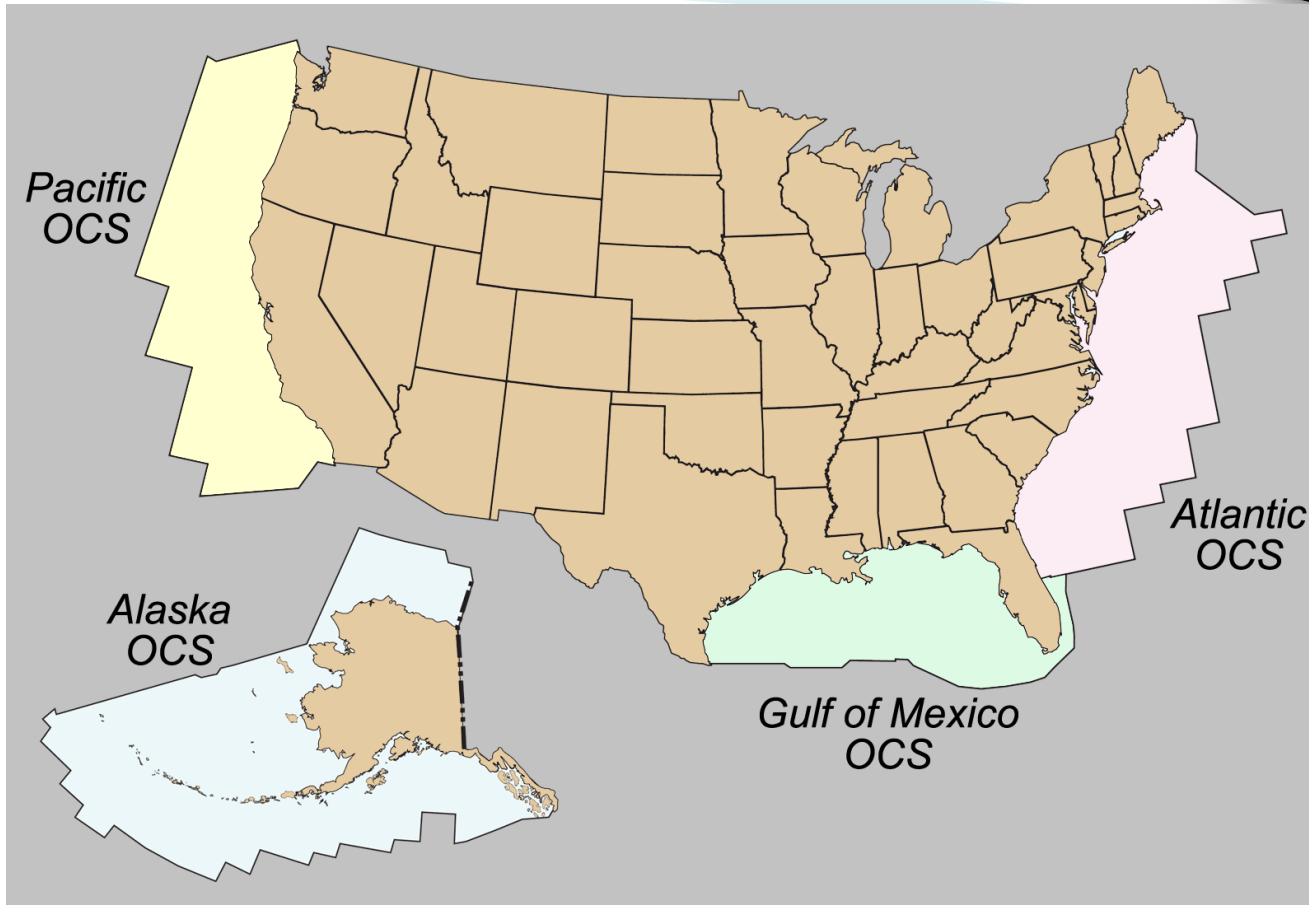 Pacific
OCS
Atlantic
OCS
Alaska
OCS
Gulf of Mexico
OCS